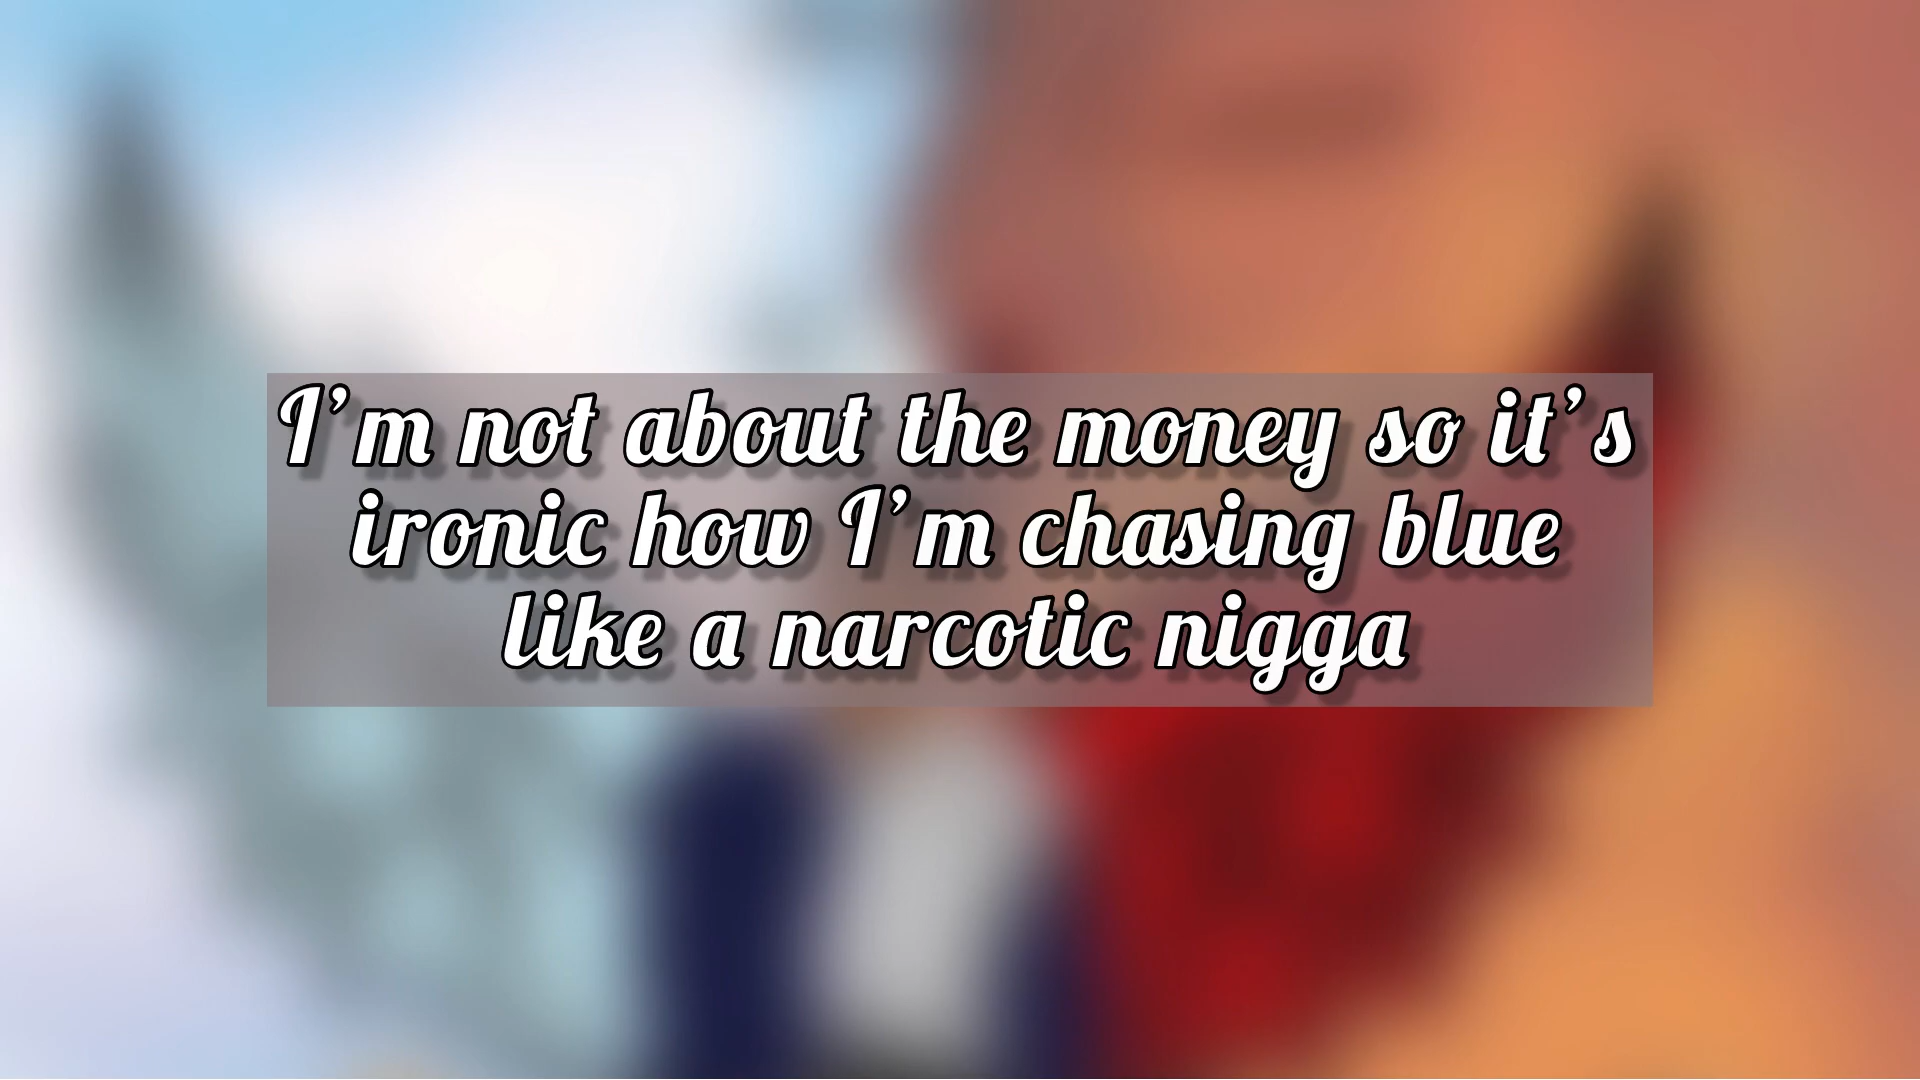 I'm not about the money so it's
ironic how I'm chasing blue
like a narcotic nigga